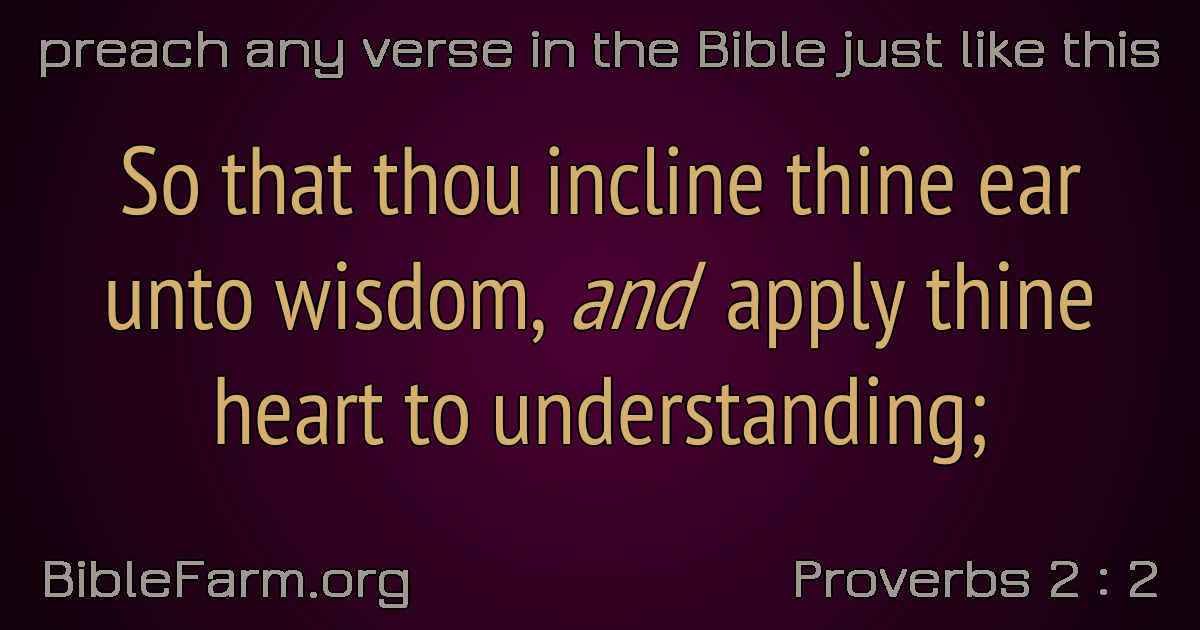 preach any verse in the Bible just like this
So that thou incline thine ear
unto wisdom, and apply thine
heart to understanding;
BibleFarm.org
Proverbs 2 : 2